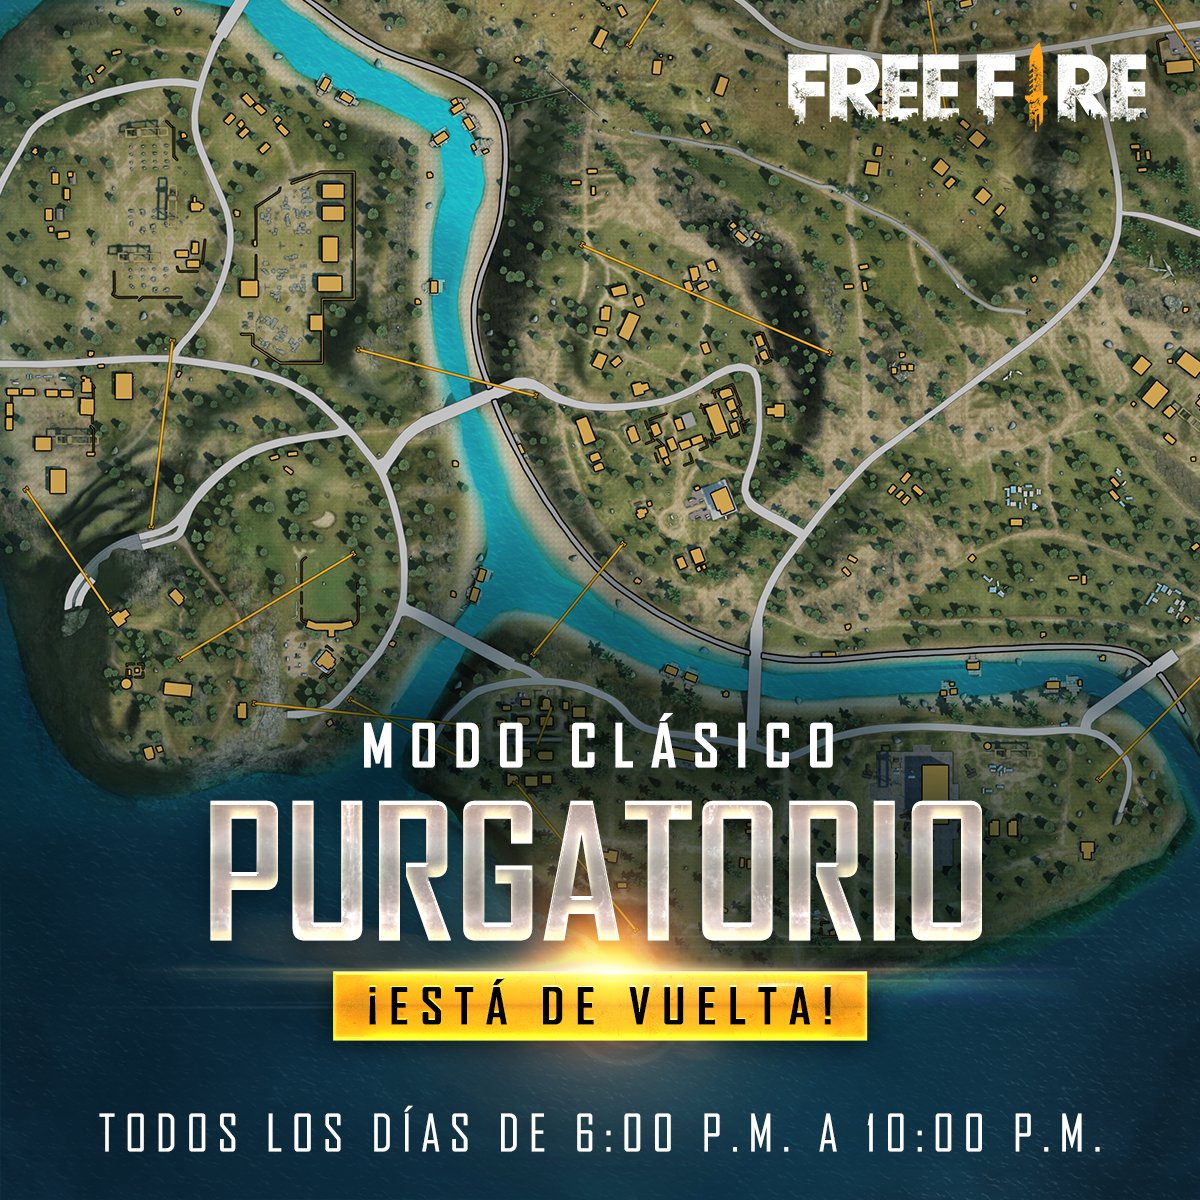 FREE FIRE
MODO CLÁSICO
PURGATORIO
¡ESTÁ DE VUELTA!
TODOS LOS DÍAS DE 6:00 P.M. A 10:00 P.M.